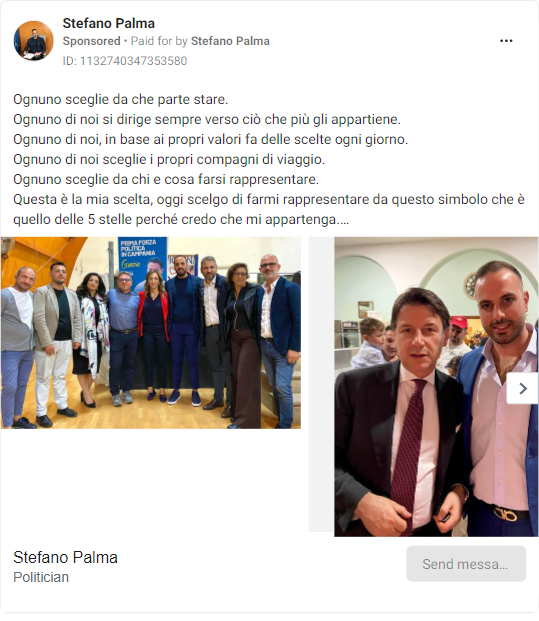 Stefano Palma
Sponsored • Paid for by Stefano Palma
ID: 1132740347353580
Ognuno sceglie da che parte stare.
Ognuno di noi si dirige sempre verso ciò che più gli appartiene.
Ognuno di noi, in base ai propri valori fa delle scelte ogni giorno.
Ognuno di noi sceglie i propri compagni di viaggio.
Ognuno sceglie da chi e cosa farsi rappresentare.
Questa è la mia scelta, oggi scelgo di farmi rappresentare da questo simbolo che è
quello delle 5 stelle perché credo che mi appartenga....
PRIMA FORZA
POLITICA
IN CAMPANIA
Stefano Palma
Politician
Send messa...